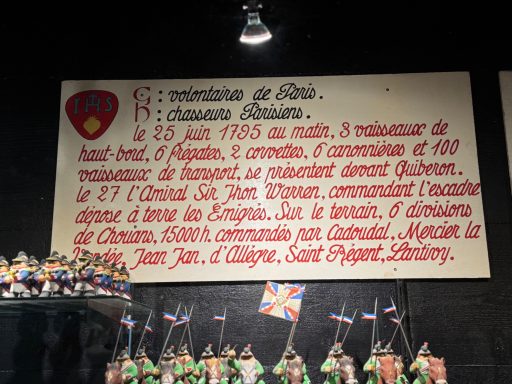 IHS
G : volontaires de Paris.
h : chasseurs Parisiens.
le 25 juin 1795 au matin, 3 vaisseaux de
haut-bord, 6 frégates, 2 corvettes, 6 canonnières et 100
vaisseaux de transport, se présentent devant Quiberon.
le 27 l'Amiral Sir Jhon Warren, commandant l'escadre
dépose à terre les Emigrés. Sur le terrain, 6 divisions
de Chouans, 15000 h. commandés par Cadoudal, Mercier la
Vendée, Jean Jan, d'Allègre, Saint Régent, Lantivoy.